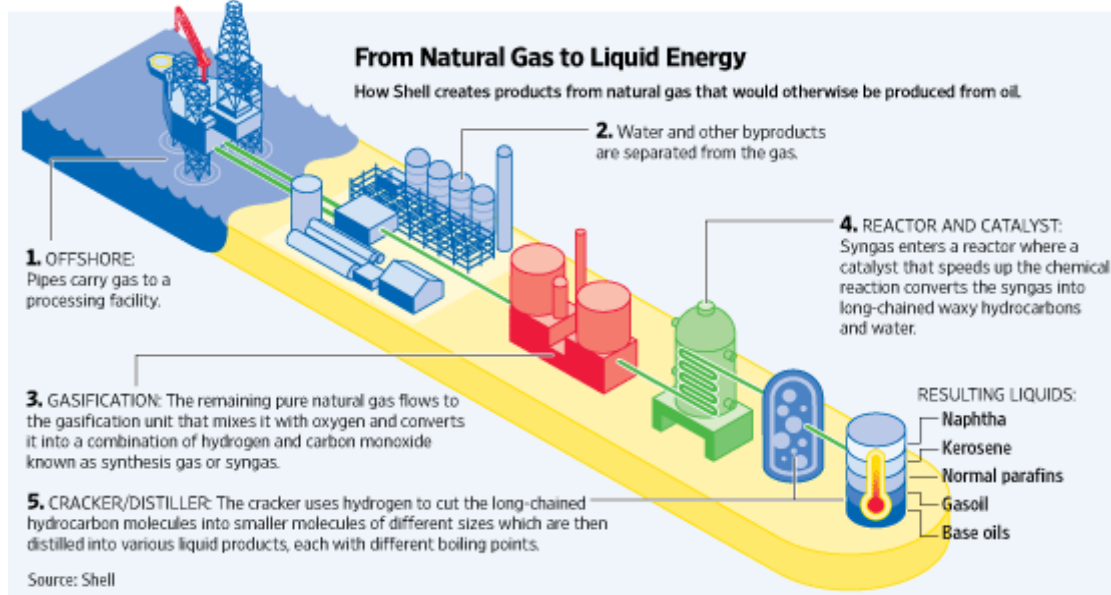 From Natural Gas to Liquid Energy
How Shell creates products from natural gas that would otherwise be produced from oil.
1. OFFSHORE:
Pipes carry gas to a
processing facility.
2. Water and other byproducts
are separated from the gas.
3. GASIFICATION: The remaining pure natural gas flows to
the gasification unit that mixes it with oxygen and converts
it into a combination of hydrogen and carbon monoxide
known as synthesis gas or syngas.
4. REACTOR AND CATALYST:
Syngas enters a reactor where a
catalyst that speeds up the chemical
reaction converts the syngas into
long-chained waxy hydrocarbons
and water.
5. CRACKER/DISTILLER: The cracker uses hydrogen to cut the long-chained
hydrocarbon molecules into smaller molecules of different sizes which are then
distilled into various liquid products, each with different boiling points.
RESULTING LIQUIDS:
Naphtha
Kerosene
Normal parafins
Gasoil
Base oils
Source: Shell